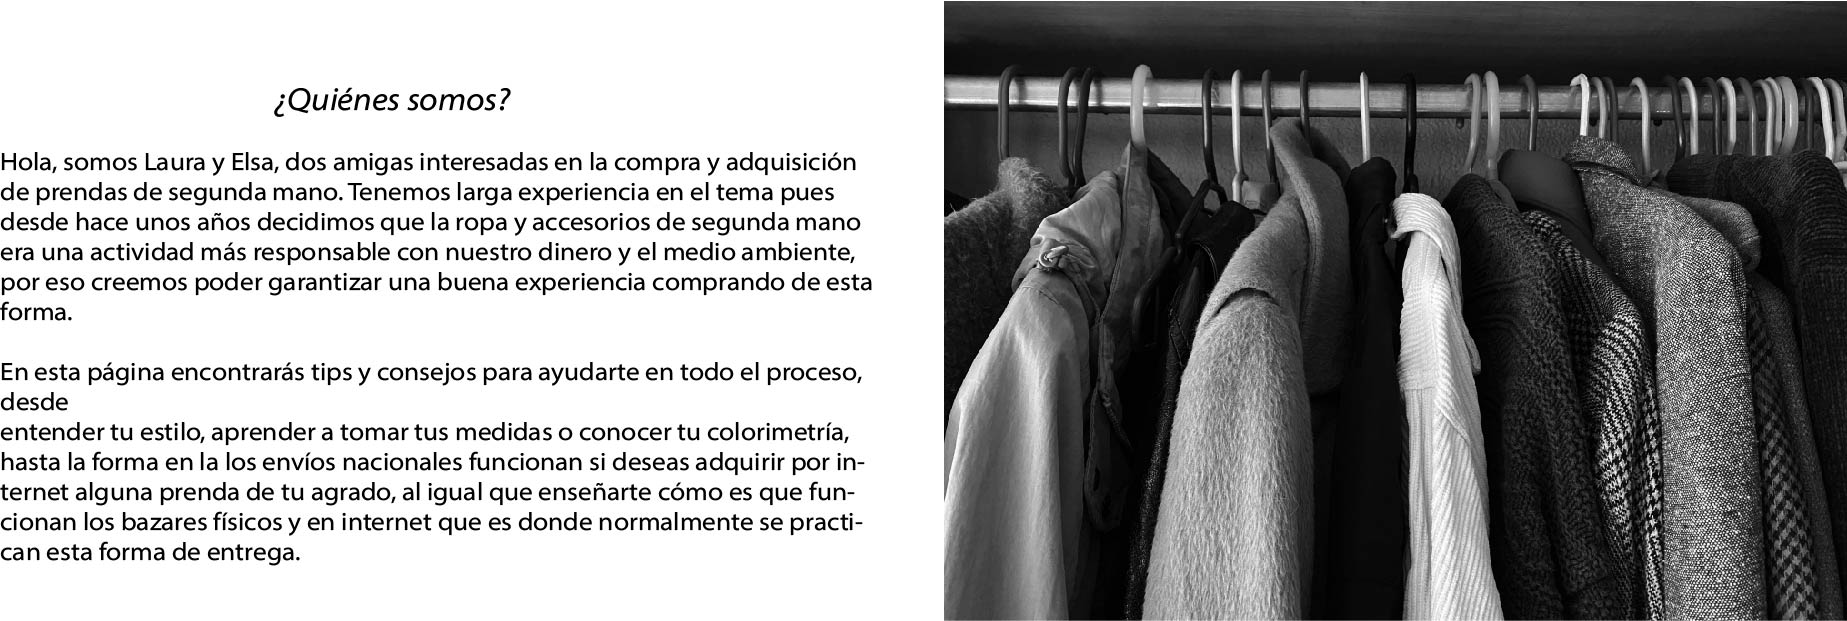 ¿Quiénes somos?
Hola, somos Laura y Elsa, dos amigas interesadas en la compra y adquisición
de prendas de segunda mano. Tenemos larga experiencia en el tema pues
desde hace unos años decidimos que la ropa y accesorios de segunda mano
era una actividad más responsable con nuestro dinero y el medio ambiente,
por eso creemos poder garantizar una buena experiencia comprando de esta
forma.
En esta página encontrarás tips y consejos para ayudarte en todo el proceso,
desde
entender tu estilo, aprender a tomar tus medidas o conocer tu colorimetría,
hasta la forma en la los envíos nacionales funcionan si deseas adquirir por in-
ternet alguna prenda de tu agrado, al igual que enseñarte cómo es que fun-
cionan los bazares físicos y en internet que es donde normalmente se practi-
can esta forma de entrega.